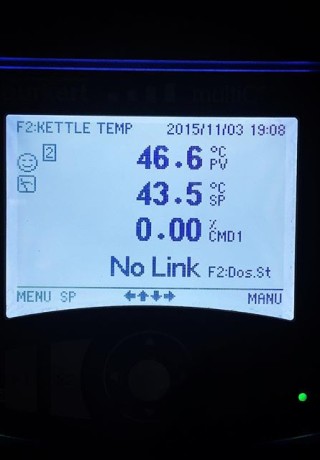 F2:KETTLE TEMP 2015/11/03 19:08
2 46.6 °C PV
43.5 °C SP
0.00 % CMD1
No Link F2:Dos.St
MENU SP MANU